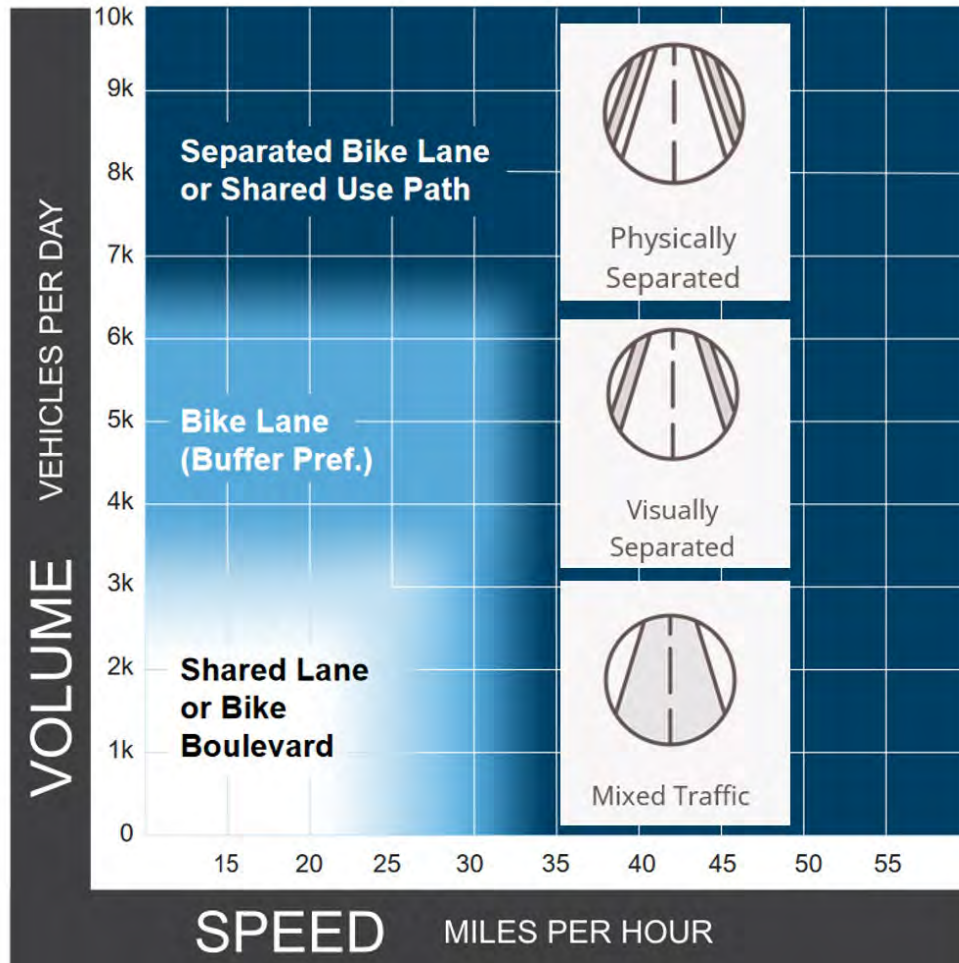 VOLUME VEHICLES PER DAY
10k
9k
8k
7k
6k
5k
4k
3k
2k
1k
0
Separated Bike Lane
or Shared Use Path
Bike Lane
(Buffer Pref.)
Shared Lane
or Bike
Boulevard
Physically
Separated
Visually
Separated
Mixed Traffic
15 20 25 30 35 40 45 50 55
SPEED MILES PER HOUR